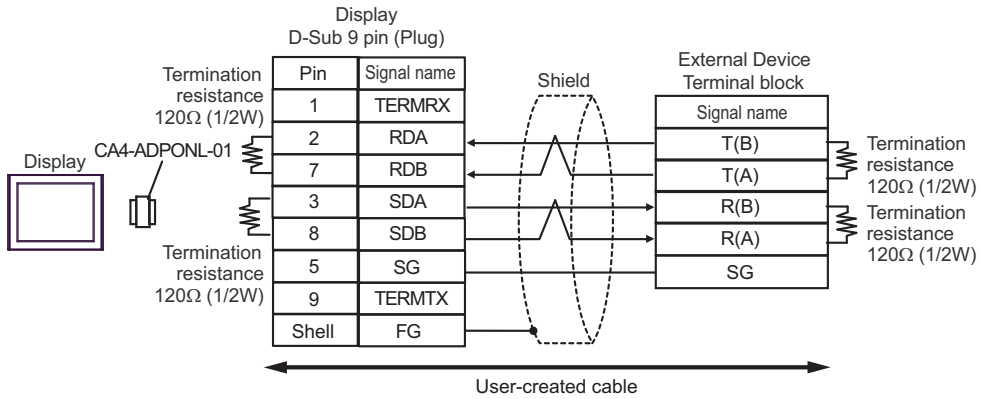 Display
D-Sub 9 pin (Plug)
External Device
Terminal block
Termination
resistance
120Ω (1/2W)
Pin Signal name
Shield
Signal name
1 TERMRX
2 RDA
T(B)
CA4-ADPONL-01
Display
7 RDB
T(A)
Termination
resistance
120Ω (1/2W)
3 SDA
R(B)
8 SDB
R(A)
Termination
resistance
120Ω (1/2W)
Termination
resistance
120Ω (1/2W)
5 SG
SG
9 TERMTX
Shell FG
User-created cable